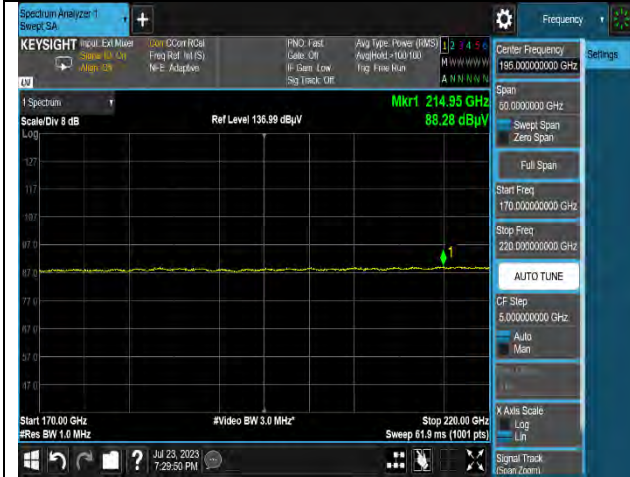 Spectrum Analyzer 1
Swept SA
+
Frequency
KEYSIGHT
Input: Ext Mixer
Signal ID: On
Align: Off
Corr CCorr RCal
Freq Ref: Int (S)
NFE: Adaptive
PNO: Fast
Gate: Off
IF Gain: Low
Sig Track: Off
Avg Type: Power (RMS)
Avg|Hold:>100/100
Trig: Free Run
1 2 3 4 5 6
M W W W W W
A N N N N N
1 Spectrum
Scale/Div 8 dB
Ref Level 136.99 dBµV
Mkr1 214.95 GHz
88.28 dBµV
Log
127
117
107
97.0
87.0
77.0
67.0
57.0
47.0
1
Start 170.00 GHz
#Res BW 1.0 MHz
#Video BW 3.0 MHz*
Stop 220.00 GHz
Sweep 61.9 ms (1001 pts)
?
Jul 23, 2023
7:29:50 PM
Center Frequency
195.000000000 GHz
Settings
Span
50.0000000 GHz
Swept Span
Zero Span
Full Span
Start Freq
170.000000000 GHz
Stop Freq
220.000000000 GHz
AUTO TUNE
CF Step
5.000000000 GHz
Auto
Man
X Axis Scale
Log
Lin
Signal Track
(Span Zoom)